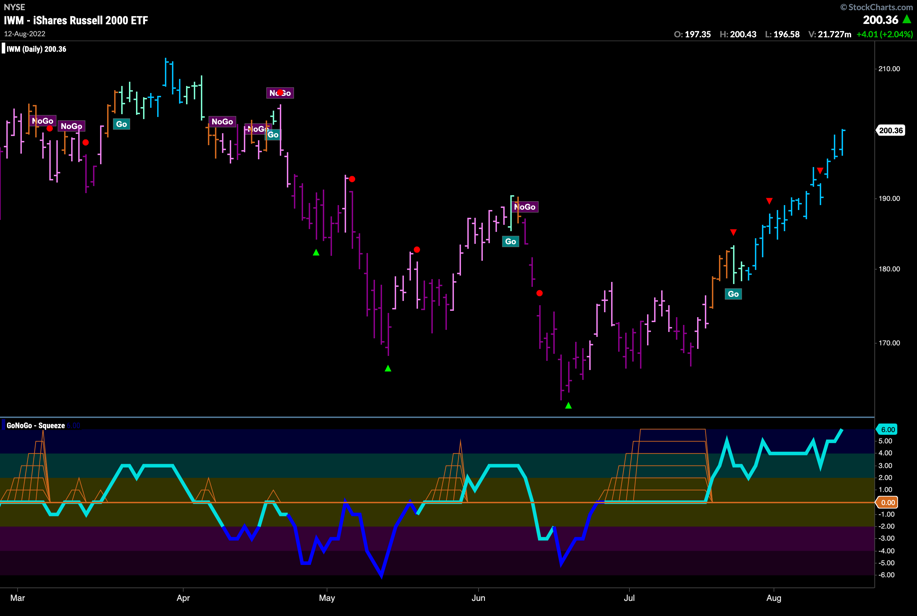 NYSE
© StockCharts.com
IWM - iShares Russell 2000 ETF
200.36
12-Aug-2022
O: 197.35 H: 200.43 L: 196.58 V: 21.727m +4.01 (+2.04%)
IWM (Daily) 200.36
210.00
NoGo
NoGo
NoGo
Go
NoGo
NoGo
Go
200.36
190.00
NoGo
Go
180.00
Go
170.00
GoNoGo - Squeeze
6.00
5.00
4.00
3.00
2.00
1.00
0.00
-1.00
-2.00
-3.00
-4.00
-5.00
-6.00
Mar Apr May Jun Jul Aug